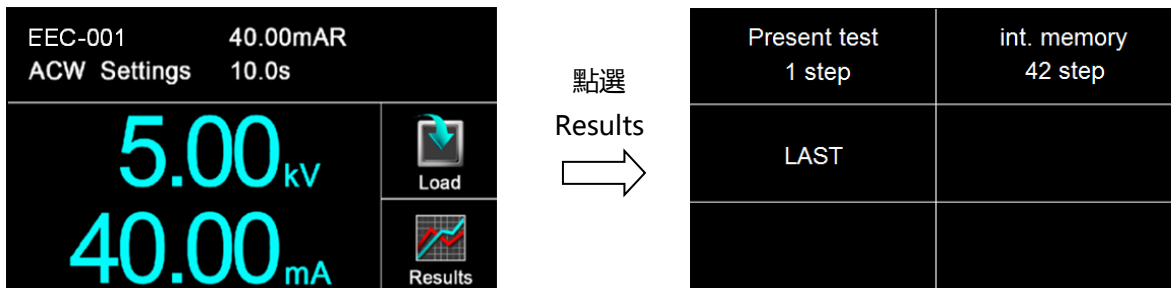 EEC-001 40.00mAR
ACW Settings 10.0s
5.00kV
40.00mA
Load
Results
點選
Results
Present test
1 step
int. memory
42 step
LAST